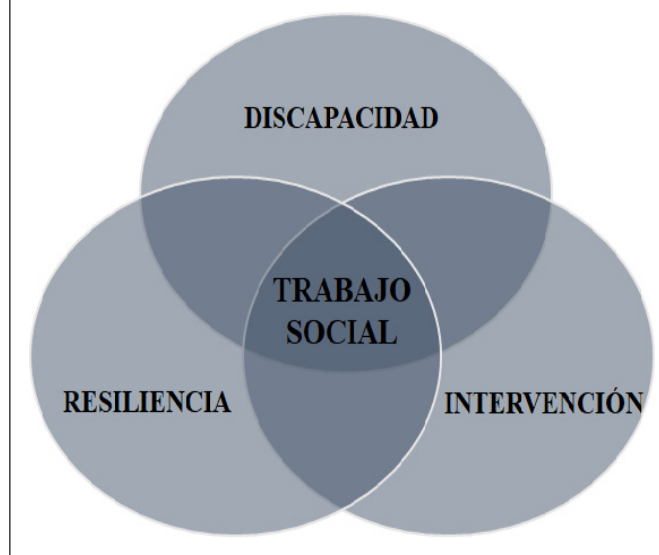 DISCAPACIDAD
TRABAJO
SOCIAL
RESILIENCIA
INTERVENCIÓN